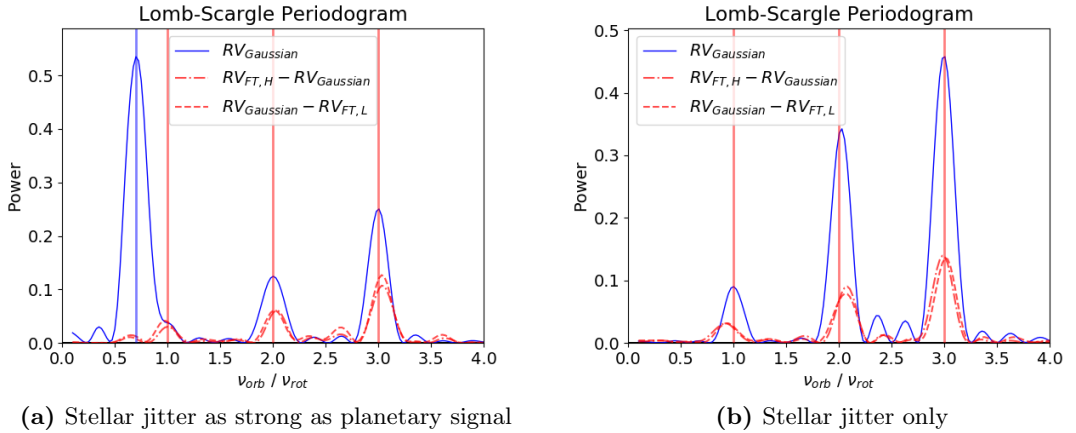 Lomb-Scargle Periodogram
RV_Gaussian
RV_FT,H − RV_Gaussian
RV_Gaussian − RV_FT,L
Power
0.5
0.4
0.3
0.2
0.1
0.0
0.0 0.5 1.0 1.5 2.0 2.5 3.0 3.5 4.0
ν_orb / ν_rot
(a) Stellar jitter as strong as planetary signal
Lomb-Scargle Periodogram
RV_Gaussian
RV_FT,H − RV_Gaussian
RV_Gaussian − RV_FT,L
Power
0.5
0.4
0.3
0.2
0.1
0.0
0.0 0.5 1.0 1.5 2.0 2.5 3.0 3.5 4.0
ν_orb / ν_rot
(b) Stellar jitter only